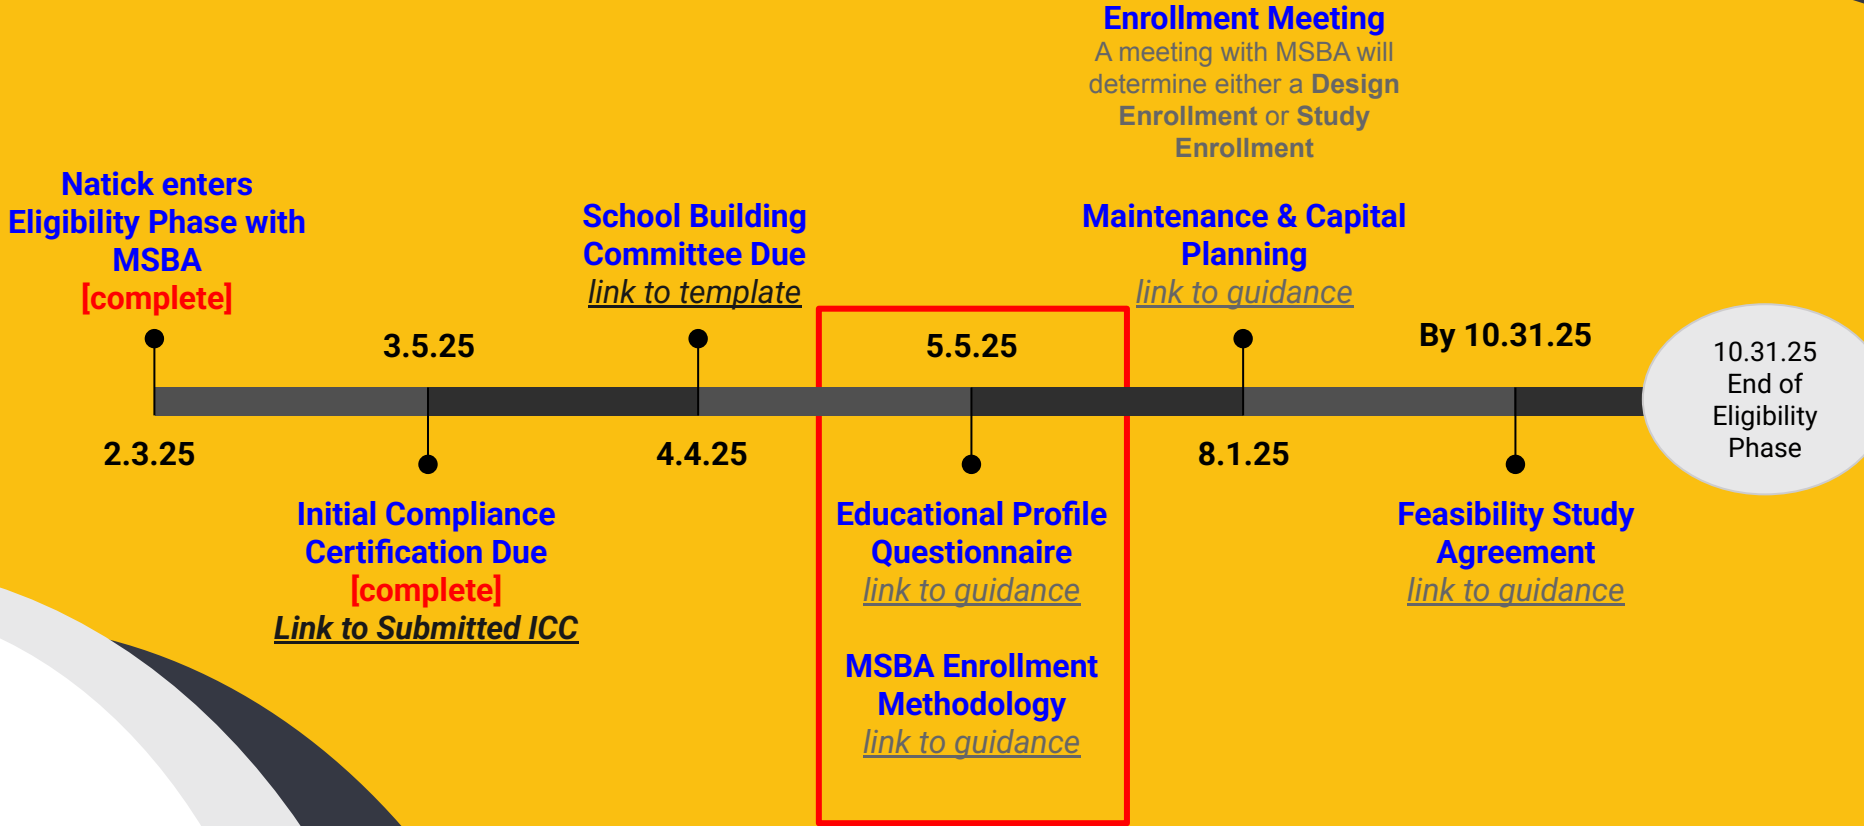 Enrollment Meeting
A meeting with MSBA will
determine either a Design
Enrollment or Study
Enrollment
Natick enters
Eligibility Phase with
MSBA
[complete]
School Building
Committee Due
link to template
Maintenance & Capital
Planning
link to guidance
3.5.25
5.5.25
By 10.31.25
10.31.25
End of
Eligibility
Phase
2.3.25
4.4.25
8.1.25
Initial Compliance
Certification Due
[complete]
Link to Submitted ICC
Educational Profile
Questionnaire
link to guidance
MSBA Enrollment
Methodology
link to guidance
Feasibility Study
Agreement
link to guidance